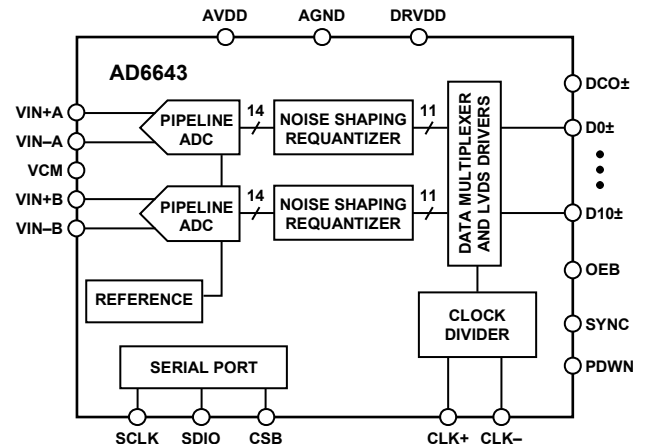 AVDD AGND DRVDD
AD6643
VIN+A
VIN–A
VCM
VIN+B
VIN–B
PIPELINE
ADC
14
NOISE SHAPING
REQUANTIZER
11
PIPELINE
ADC
14
NOISE SHAPING
REQUANTIZER
11
DATA MULTIPLEXER
AND LVDS DRIVERS
DCO±
D0±
D10±
OEB
SYNC
PDWN
REFERENCE
CLOCK
DIVIDER
SERIAL PORT
SCLK SDIO CSB CLK+ CLK–